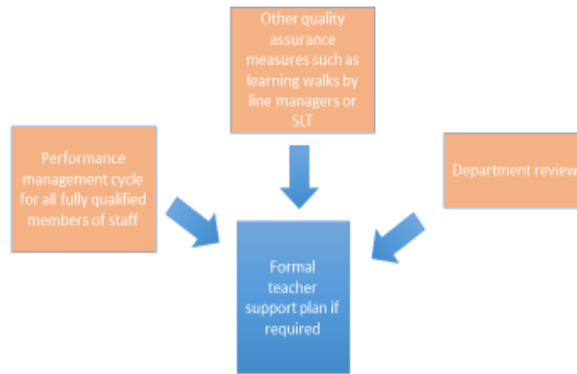 Other quality
assurance
measures such as
learning walks by
line managers or
SLT
Performance
management cycle
for all fully qualified
members of staff
Department review
Formal
teacher
support plan if
required